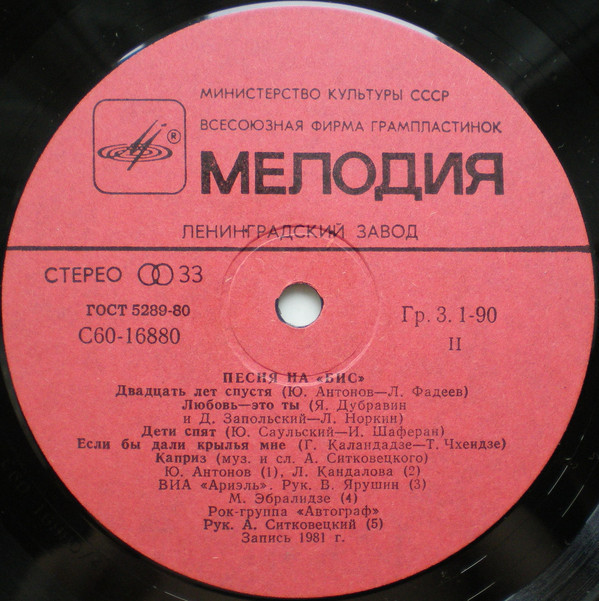 МИНИСТЕРСТВО КУЛЬТУРЫ СССР
ВСЕСОЮЗНАЯ ФИРМА ГРАМПЛАСТИНОК
®
МЕЛОДИЯ
ЛЕНИНГРАДСКИЙ ЗАВОД
СТЕРЕО 33
ГОСТ 5289-80
С60-16880
Гр. 3. 1-90
II
ПЕСНЯ НА «БИС»
Двадцать лет спустя (Ю. Антонов—Л. Фадеев)
Любовь—это ты (Я. Дубравин
и Д. Запольский—Л. Норкин)
Дети спят (Ю. Саульский—И. Шаферан)
Если бы дали крылья мне (Г. Каландадзе—Т. Чхеидзе)
Каприз (муз. и сл. А. Ситковецкого)
Ю. Антонов (1), Л. Кандалова (2)
ВИА «Ариэль». Рук. В. Ярушин (3)
М. Эбралидзе (4)
Рок-группа «Автограф»
Рук. А. Ситковецкий (5)
Запись 1981 г.